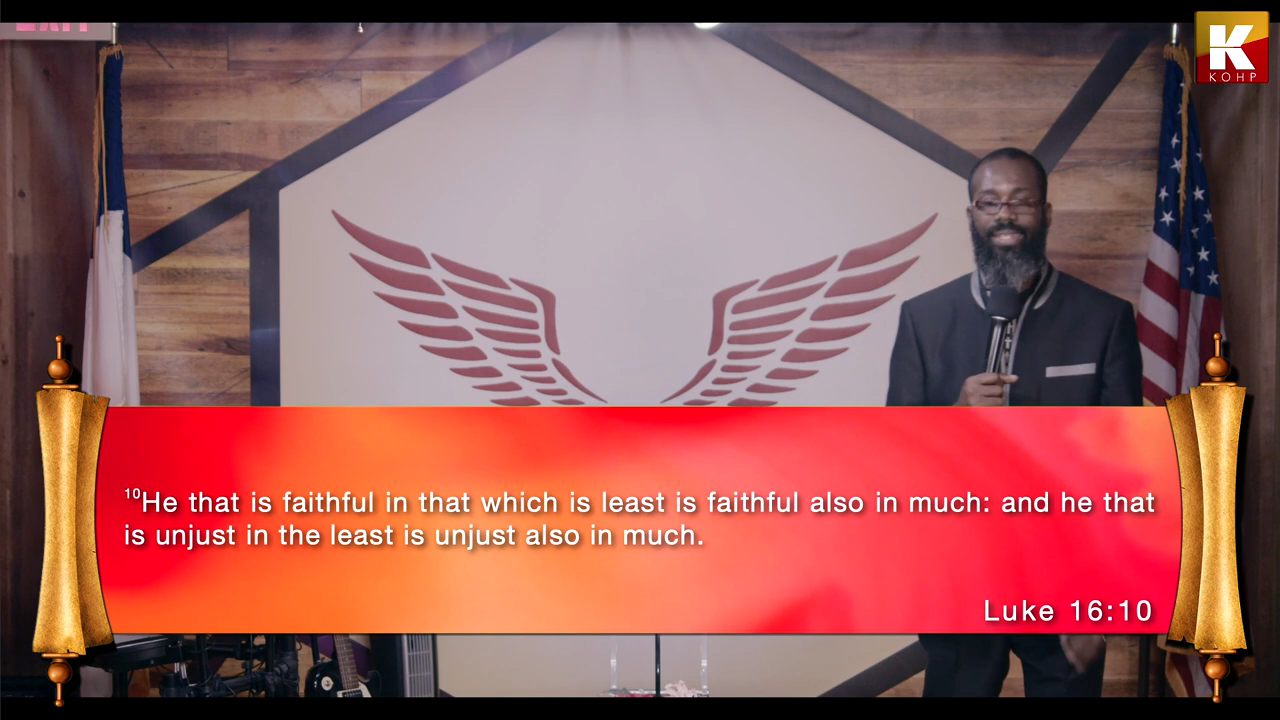 EXIT
K
KOHP
¹⁰He that is faithful in that which is least is faithful also in much: and he that
is unjust in the least is unjust also in much.
Luke 16:10